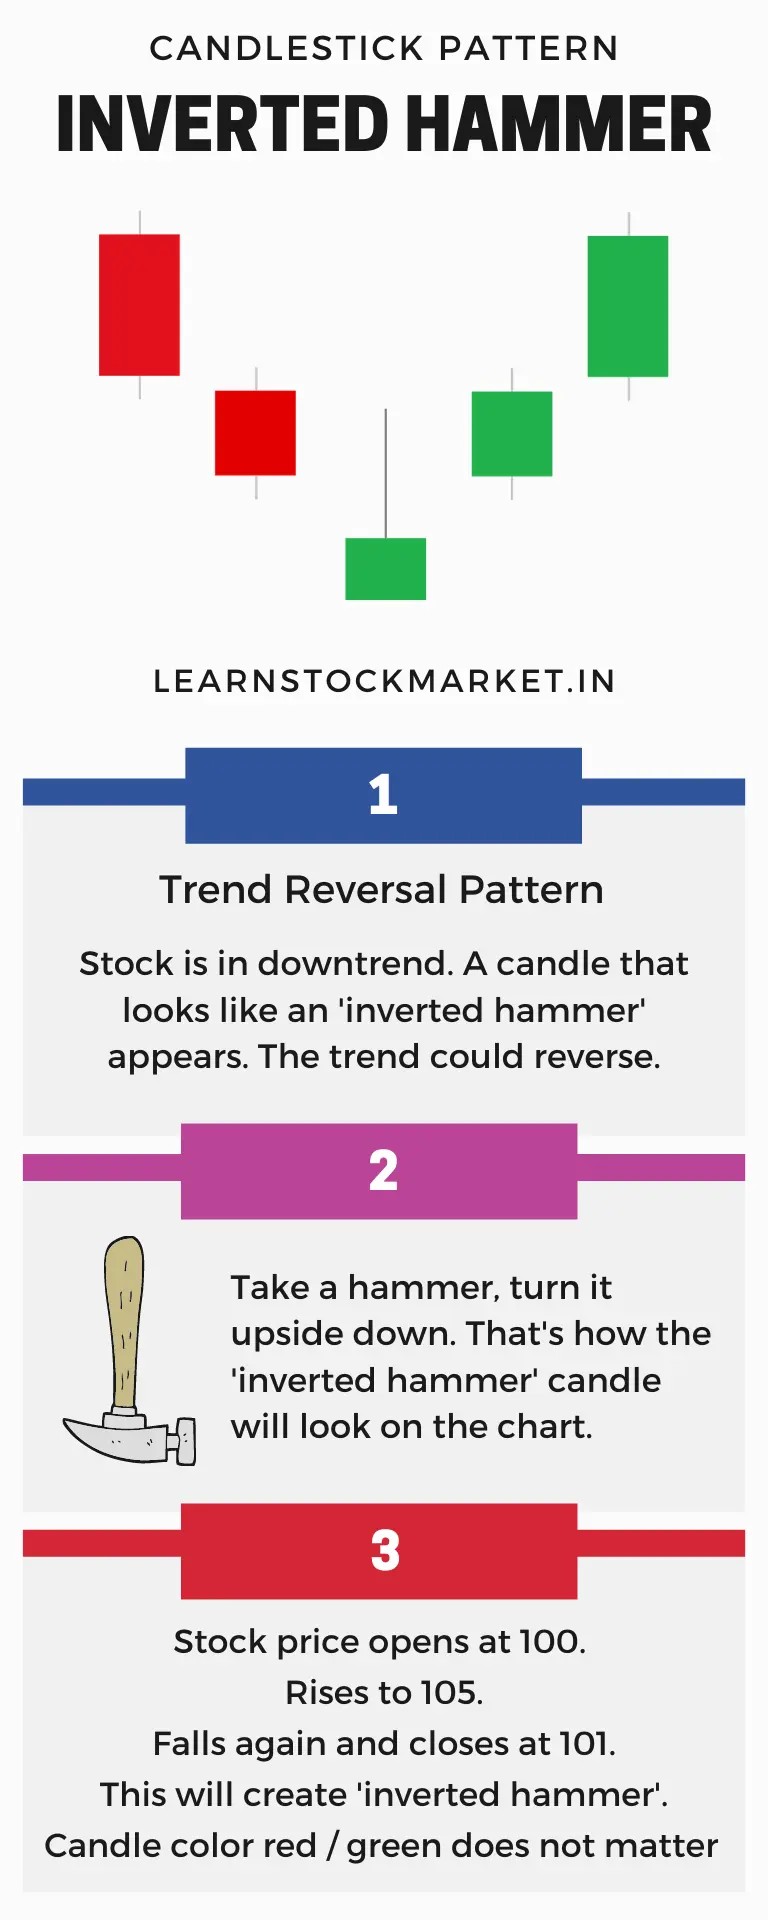 CANDLESTICK PATTERN
INVERTED HAMMER
LEARNSTOCKMARKET.IN
1
Trend Reversal Pattern
Stock is in downtrend. A candle that
looks like an 'inverted hammer'
appears. The trend could reverse.
2
Take a hammer, turn it
upside down. That's how the
'inverted hammer' candle
will look on the chart.
3
Stock price opens at 100.
Rises to 105.
Falls again and closes at 101.
This will create 'inverted hammer'.
Candle color red / green does not matter